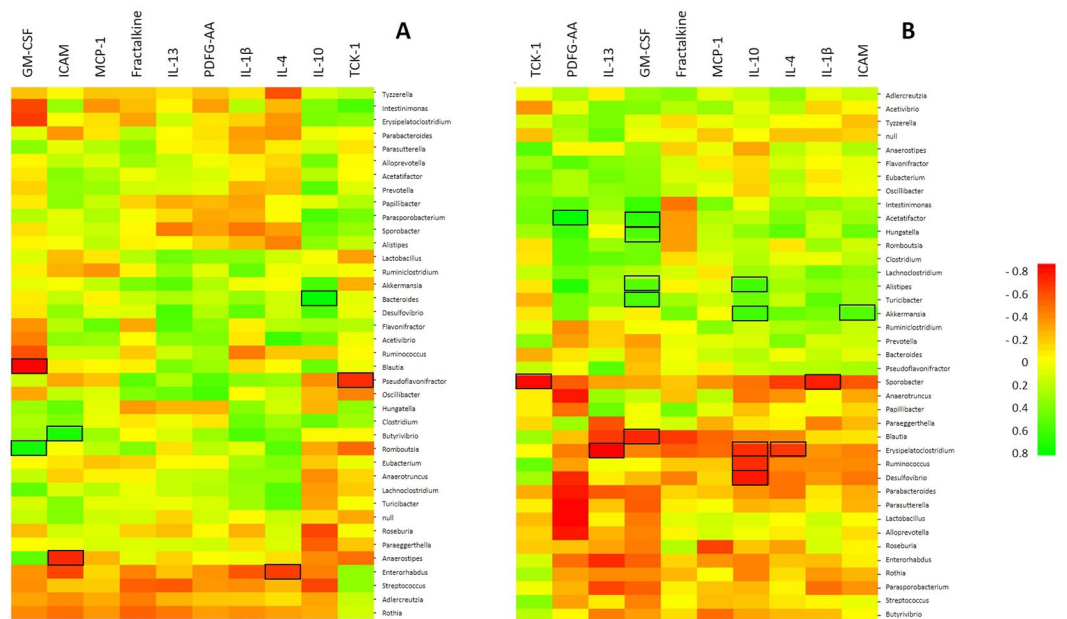 A
GM-CSF
ICAM
MCP-1
Fractalkine
IL-13
PDFG-AA
IL-1β
IL-4
IL-10
TCK-1
Tyzzerella
Intestinimonas
Erysipelatoclostridium
Parabacteroides
Parasutterella
Alloprevotella
Acetatifactor
Prevotella
Papillibacter
Parasporobacterium
Sporobacter
Alistipes
Lactobacillus
Ruminiclostridium
Akkermansia
Bacteroides
Desulfovibrio
Flavonifractor
Acetivibrio
Ruminococcus
Blautia
Pseudoflavonifractor
Oscillibacter
Hungatella
Clostridium
Butyrivibrio
Romboutsia
Eubacterium
Anaerotruncus
Lachnoclostridium
Turicibacter
null
Roseburia
Paraeggerthella
Anaerostipes
Enterorhabdus
Streptococcus
Adlercreutzia
Rothia
B
TCK-1
PDFG-AA
IL-13
GM-CSF
Fractalkine
MCP-1
IL-10
IL-4
IL-1β
ICAM
Adlercreutzia
Acetivibrio
Tyzzerella
null
Anaerostipes
Flavonifractor
Eubacterium
Oscillibacter
Intestinimonas
Acetatifactor
Hungatella
Romboutsia
Clostridium
Lachnoclostridium
Alistipes
Turicibacter
Akkermansia
Ruminiclostridium
Prevotella
Bacteroides
Pseudoflavonifractor
Sporobacter
Anaerotruncus
Papillibacter
Paraeggerthella
Blautia
Erysipelatoclostridium
Ruminococcus
Desulfovibrio
Parabacteroides
Parasutterella
Lactobacillus
Alloprevotella
Roseburia
Enterorhabdus
Rothia
Parasporobacterium
Streptococcus
Butyrivibrio
- 0.8
- 0.6
- 0.4
- 0.2
0
0.2
0.4
0.6
0.8